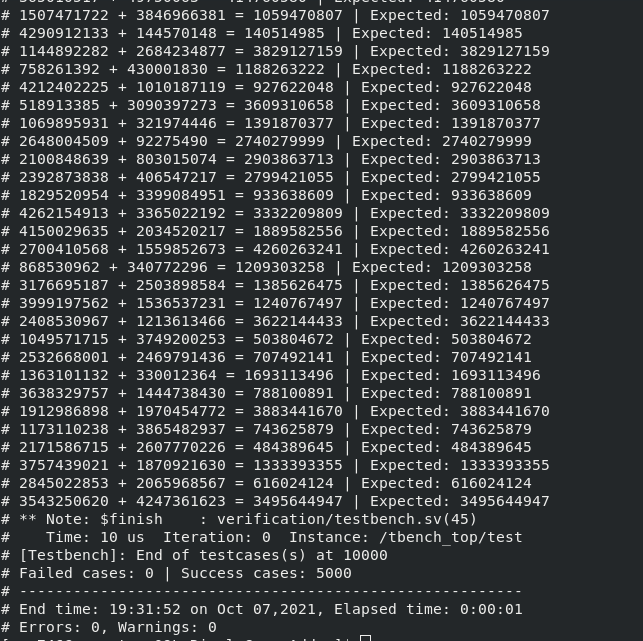 # 1507471722 + 3846966381 = 1059470807 | Expected: 1059470807
# 4290912133 + 144570148 = 140514985 | Expected: 140514985
# 1144892282 + 2684234877 = 3829127159 | Expected: 3829127159
# 758261392 + 430001830 = 1188263222 | Expected: 1188263222
# 4212402225 + 1010187119 = 927622048 | Expected: 927622048
# 518913385 + 3090397273 = 3609310658 | Expected: 3609310658
# 1069895931 + 321974446 = 1391870377 | Expected: 1391870377
# 2648004509 + 92275490 = 2740279999 | Expected: 2740279999
# 2100848639 + 803015074 = 2903863713 | Expected: 2903863713
# 2392873838 + 406547217 = 2799421055 | Expected: 2799421055
# 1829520954 + 3399084951 = 933638609 | Expected: 933638609
# 4262154913 + 3365022192 = 3332209809 | Expected: 3332209809
# 4150029635 + 2034520217 = 1889582556 | Expected: 1889582556
# 2700410568 + 1559852673 = 4260263241 | Expected: 4260263241
# 868530962 + 340772296 = 1209303258 | Expected: 1209303258
# 3176695187 + 2503898584 = 1385626475 | Expected: 1385626475
# 3999197562 + 1536537231 = 1240767497 | Expected: 1240767497
# 2408530967 + 1213613466 = 3622144433 | Expected: 3622144433
# 1049571715 + 3749200253 = 503804672 | Expected: 503804672
# 2532668001 + 2469791436 = 707492141 | Expected: 707492141
# 1363101132 + 330012364 = 1693113496 | Expected: 1693113496
# 3638329757 + 1444738430 = 788100891 | Expected: 788100891
# 1912986898 + 1970454772 = 3883441670 | Expected: 3883441670
# 1173110238 + 3865482937 = 743625879 | Expected: 743625879
# 2171586715 + 2607770226 = 484389645 | Expected: 484389645
# 3757439021 + 1870921630 = 1333393355 | Expected: 1333393355
# 2845022853 + 2065968567 = 616024124 | Expected: 616024124
# 3543250620 + 4247361623 = 3495644947 | Expected: 3495644947
# ** Note: $finish    : verification/testbench.sv(45)
#    Time: 10 us  Iteration: 0  Instance: /tbench_top/test
# [Testbench]: End of testcases(s) at 10000
# Failed cases: 0 | Success cases: 5000
# -------------------------------------------------------
# End time: 19:31:52 on Oct 07,2021, Elapsed time: 0:00:01
# Errors: 0, Warnings: 0